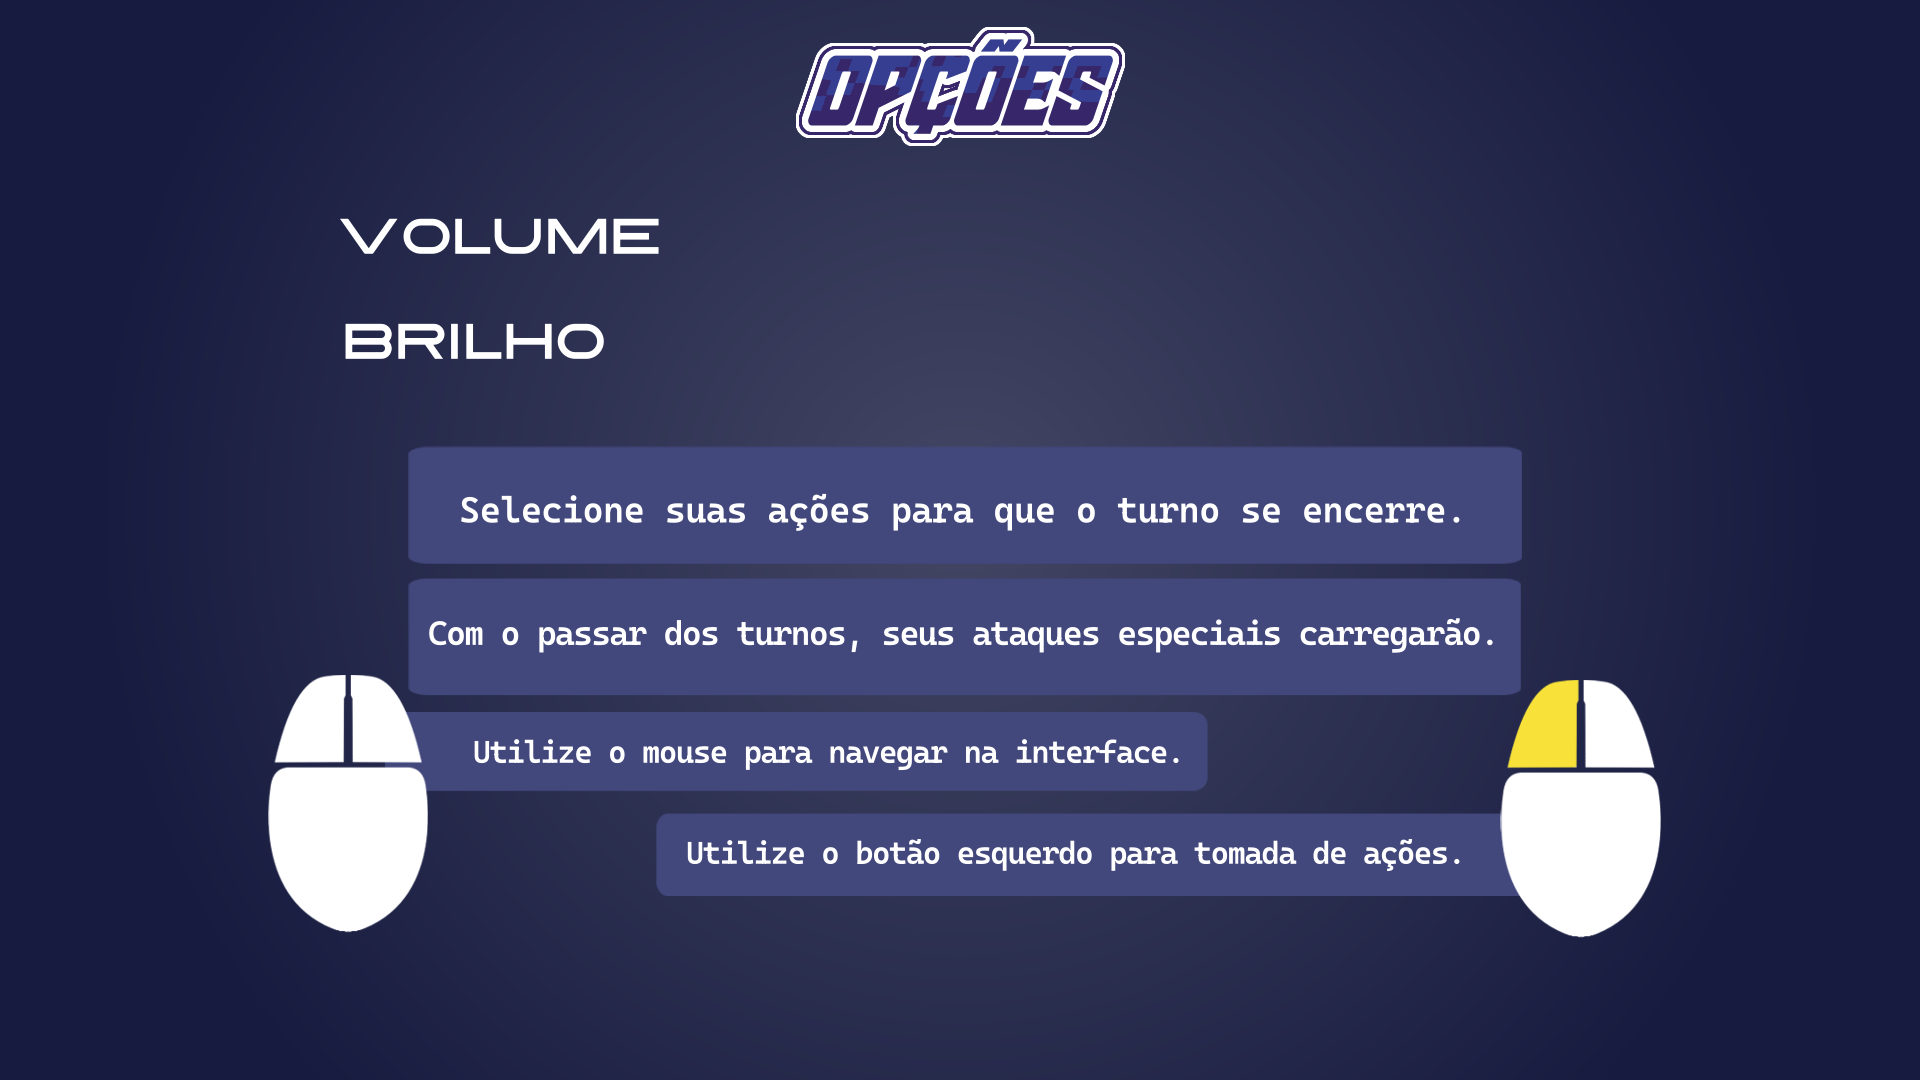 OPÇÕES
VOLUME
BRILHO
Selecione suas ações para que o turno se encerre.
Com o passar dos turnos, seus ataques especiais carregarão.
Utilize o mouse para navegar na interface.
Utilize o botão esquerdo para tomada de ações.